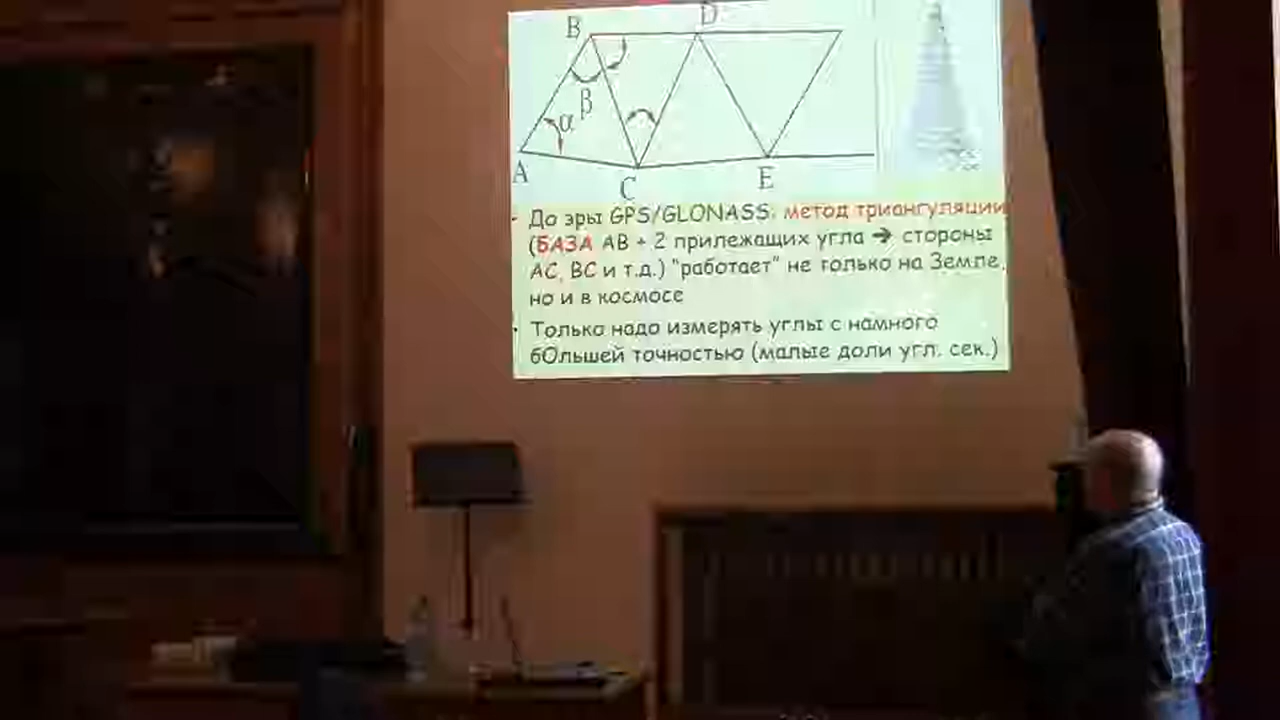 B D
β
α
A
C E
До эры GPS/GLONASS: метод триангуляции
(БАЗА AB + 2 прилежащих угла → стороны
AC, BC и т.д.) "работает" не только на Земле,
но и в космосе
Только надо измерять углы с намного
бОльшей точностью (малые доли угл. сек.)